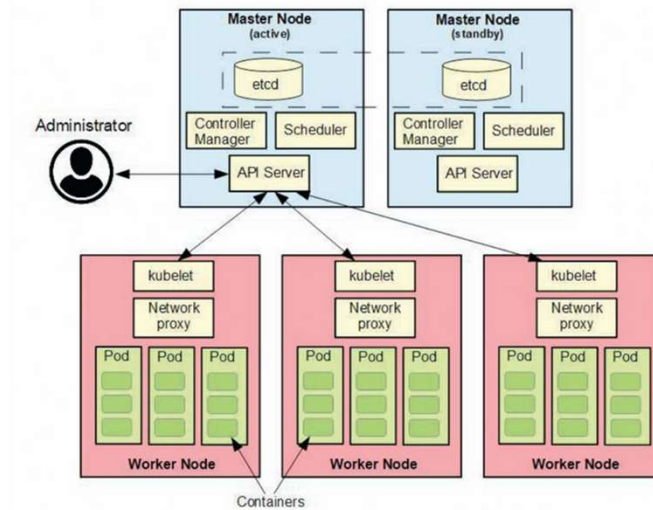 Master Node
(active)
etcd
Controller
Manager
Scheduler
API Server
Master Node
(standby)
etcd
Controller
Manager
Scheduler
API Server
Administrator
kubelet
Network
proxy
Pod
Pod
Pod
Worker Node
kubelet
Network
proxy
Pod
Pod
Pod
Worker Node
kubelet
Network
proxy
Pod
Pod
Pod
Worker Node
Containers